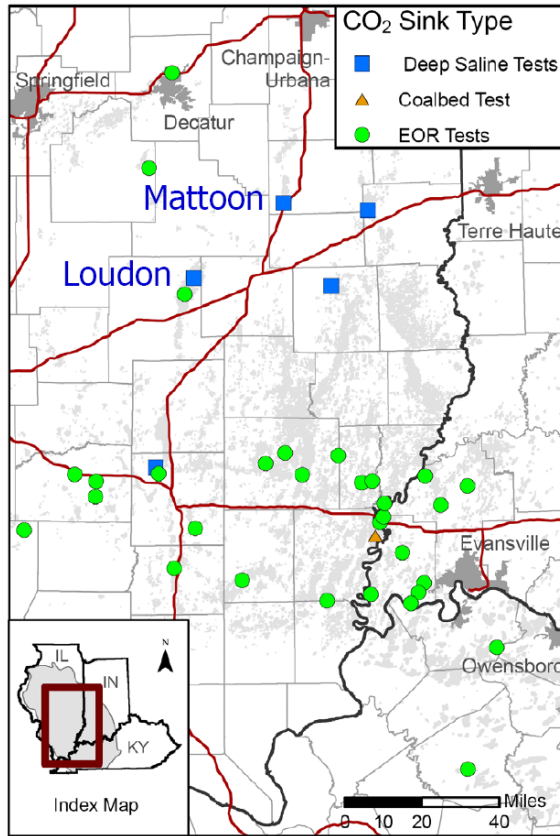 CO₂ Sink Type
Deep Saline Tests
Coalbed Test
EOR Tests
Champaign-
Urbana
Springfield
Decatur
Mattoon
Terre Haute
Loudon
Evansville
Owensboro
IL
IN
KY
N
Index Map
Miles
0 10 20 40